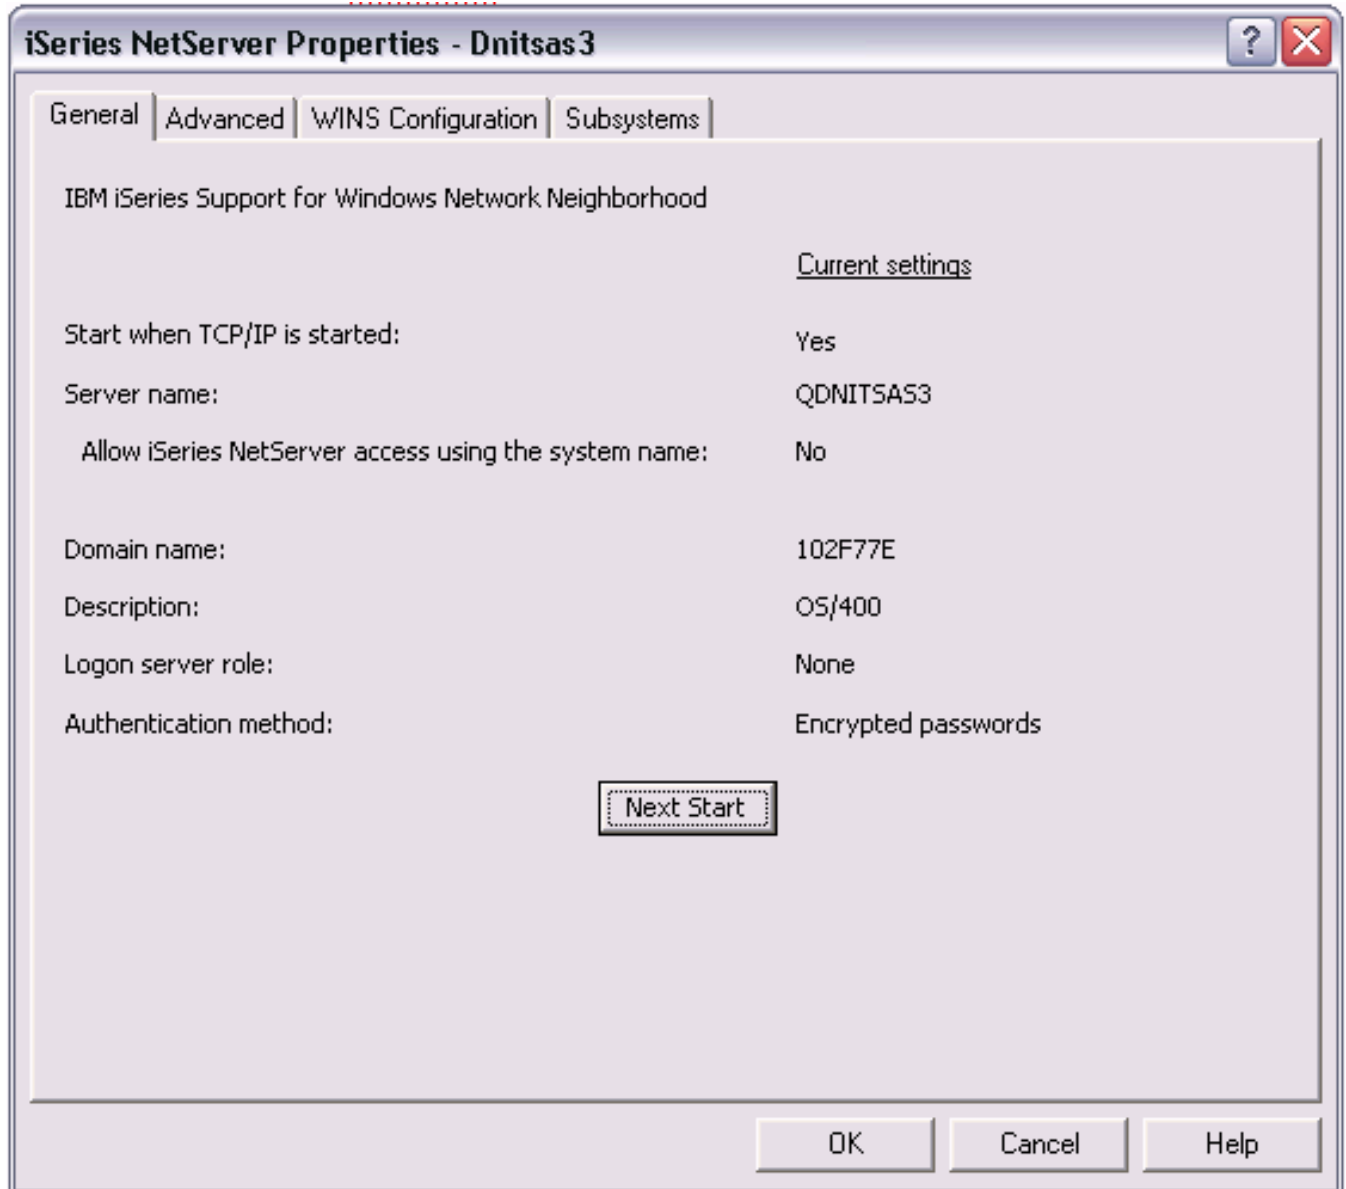 iSeries NetServer Properties - Dnitsas3
General Advanced WINS Configuration Subsystems
IBM iSeries Support for Windows Network Neighborhood
Current settings
Start when TCP/IP is started: Yes
Server name: QDNITSAS3
Allow iSeries NetServer access using the system name: No
Domain name: 102F77E
Description: OS/400
Logon server role: None
Authentication method: Encrypted passwords
Next Start
OK Cancel Help